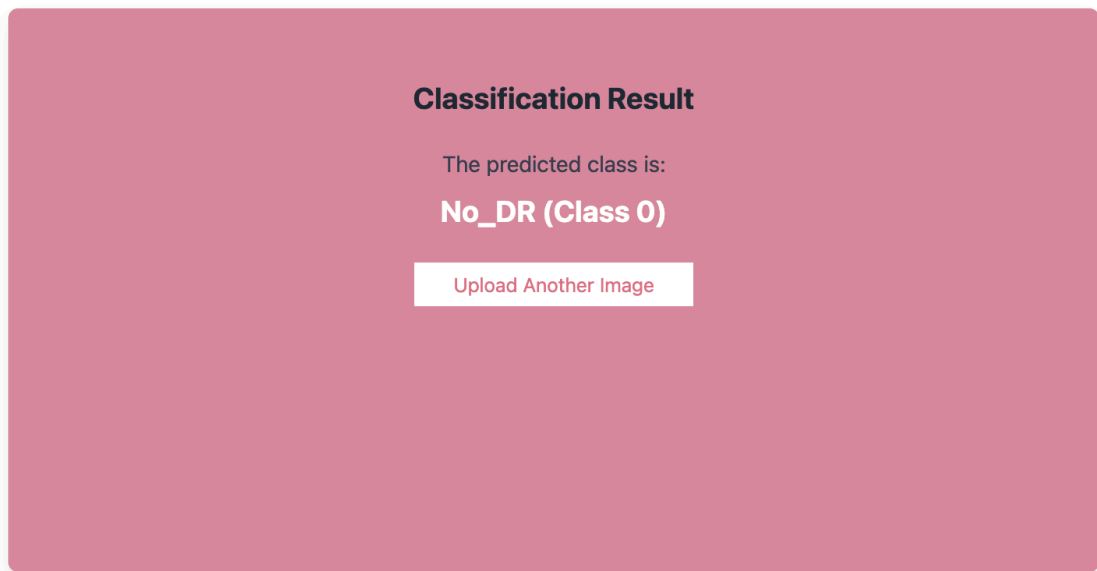 Classification Result
The predicted class is:
No_DR (Class 0)
Upload Another Image